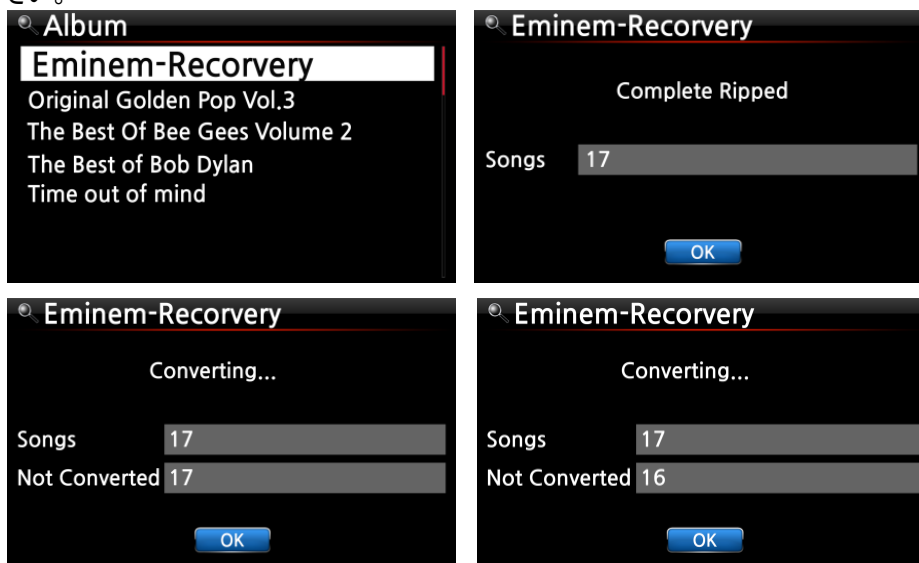 さい。
Album
Eminem-Recorvery
Original Golden Pop Vol.3
The Best Of Bee Gees Volume 2
The Best of Bob Dylan
Time out of mind
Eminem-Recorvery
Complete Ripped
Songs 17
OK
Eminem-Recorvery
Converting...
Songs 17
Not Converted 17
OK
Eminem-Recorvery
Converting...
Songs 17
Not Converted 16
OK